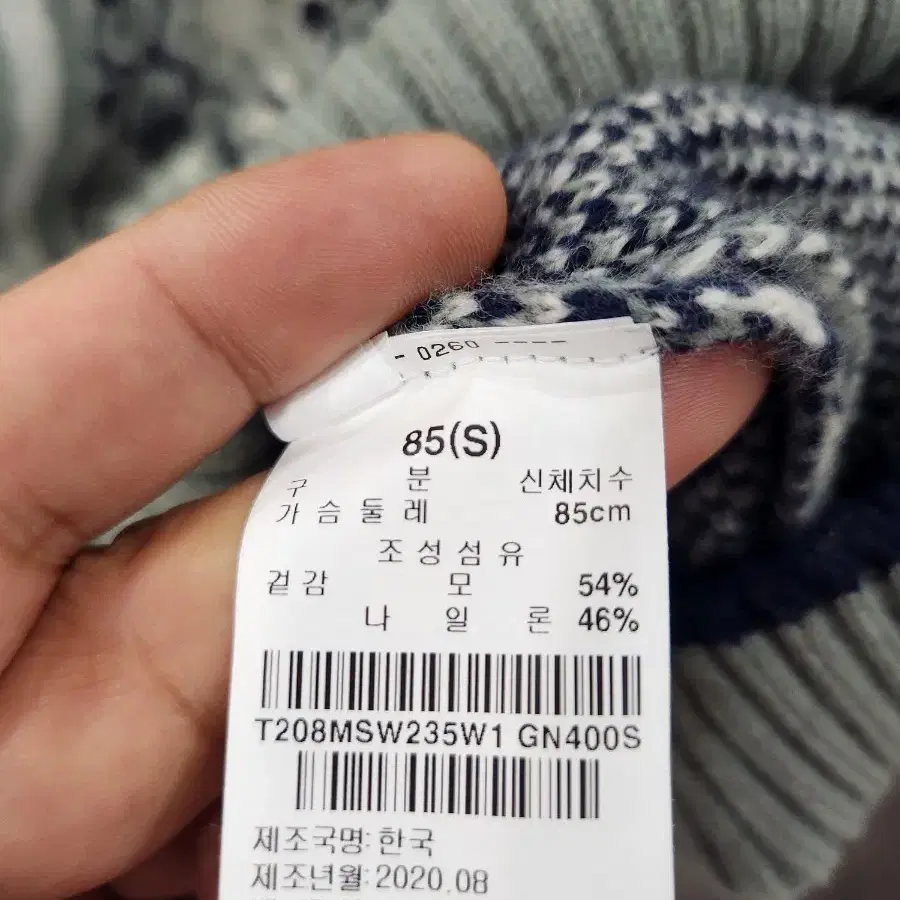 - 0260 ----
85(S)
구 분 신체치수
가슴둘레 85cm
조성섬유
겉감 모 54%
나일론 46%
T208MSW235W1 GN400S
제조국명: 한국
제조년월: 2020.08